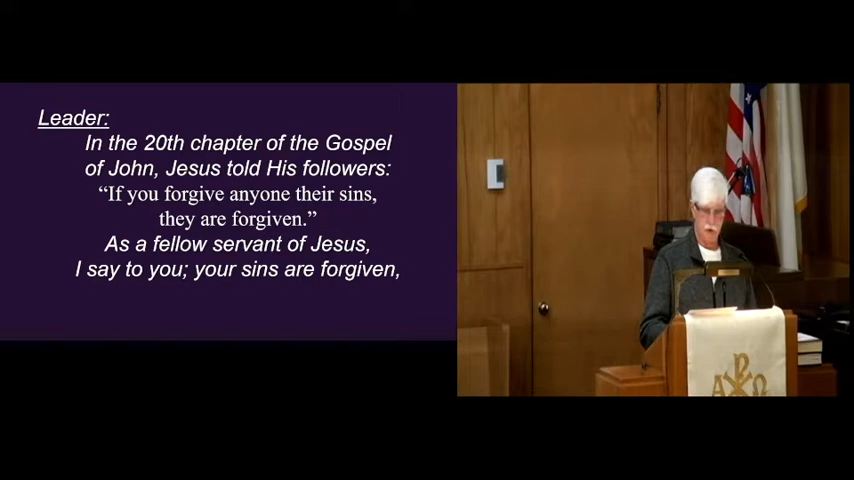 Leader:
In the 20th chapter of the Gospel
of John, Jesus told His followers:
“If you forgive anyone their sins,
they are forgiven.”
As a fellow servant of Jesus,
I say to you; your sins are forgiven,
Α Ω